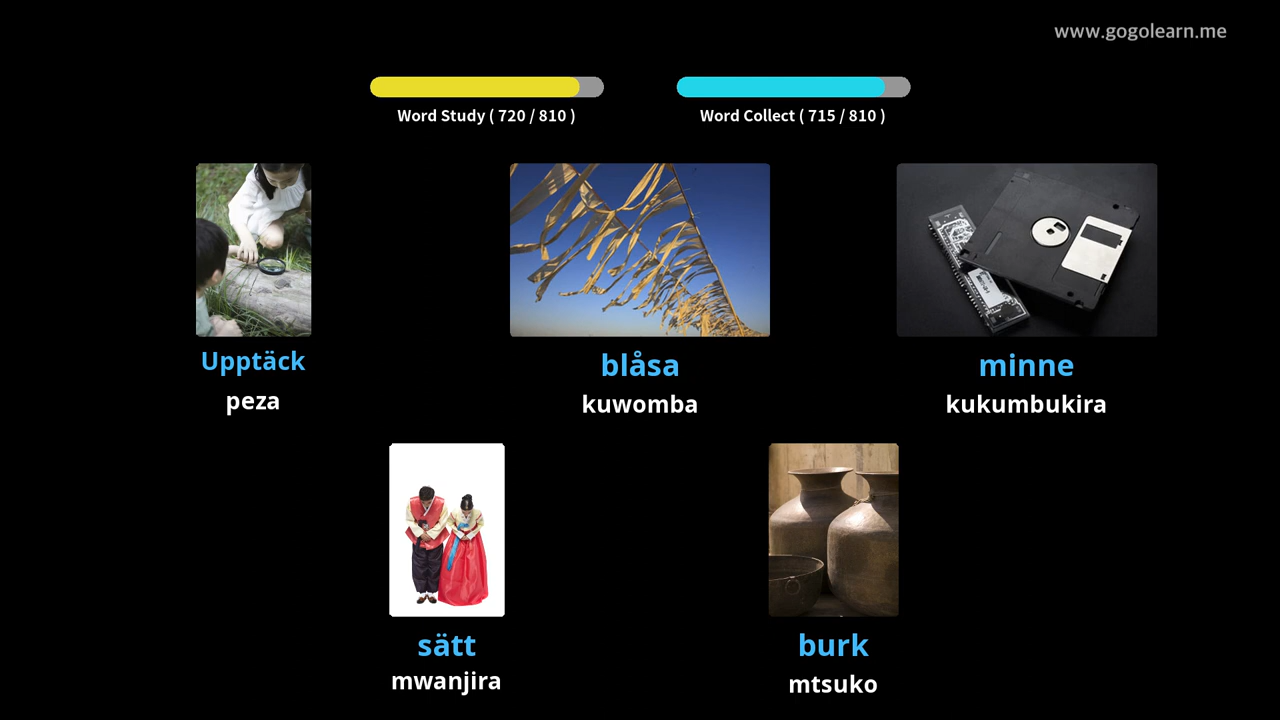 www.gogolearn.me
Word Study ( 720 / 810 )
Word Collect ( 715 / 810 )
Upptäck
peza
blåsa
kuwomba
minne
kukumbukira
sätt
mwanjira
burk
mtsuko